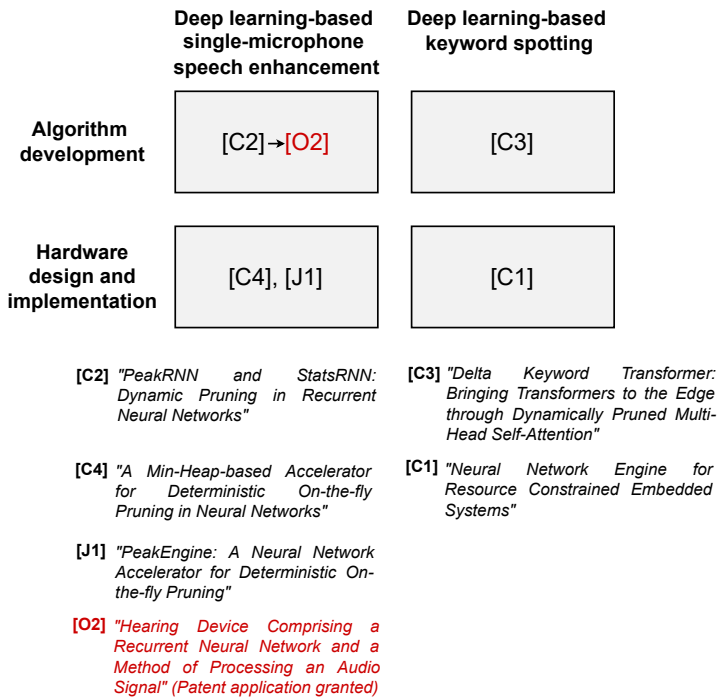 Deep learning-based
single-microphone
speech enhancement
Deep learning-based
keyword spotting
Algorithm
development
[C2]→[O2]
[C3]
Hardware
design and
implementation
[C4], [J1]
[C1]
[C2] "PeakRNN and StatsRNN:
Dynamic Pruning in Recurrent
Neural Networks"
[C4] "A Min-Heap-based Accelerator
for Deterministic On-the-fly
Pruning in Neural Networks"
[J1] "PeakEngine: A Neural Network
Accelerator for Deterministic On-
the-fly Pruning"
[O2] "Hearing Device Comprising a
Recurrent Neural Network and a
Method of Processing an Audio
Signal" (Patent application granted)
[C3] "Delta Keyword Transformer:
Bringing Transformers to the Edge
through Dynamically Pruned Multi-
Head Self-Attention"
[C1] "Neural Network Engine for
Resource Constrained Embedded
Systems"